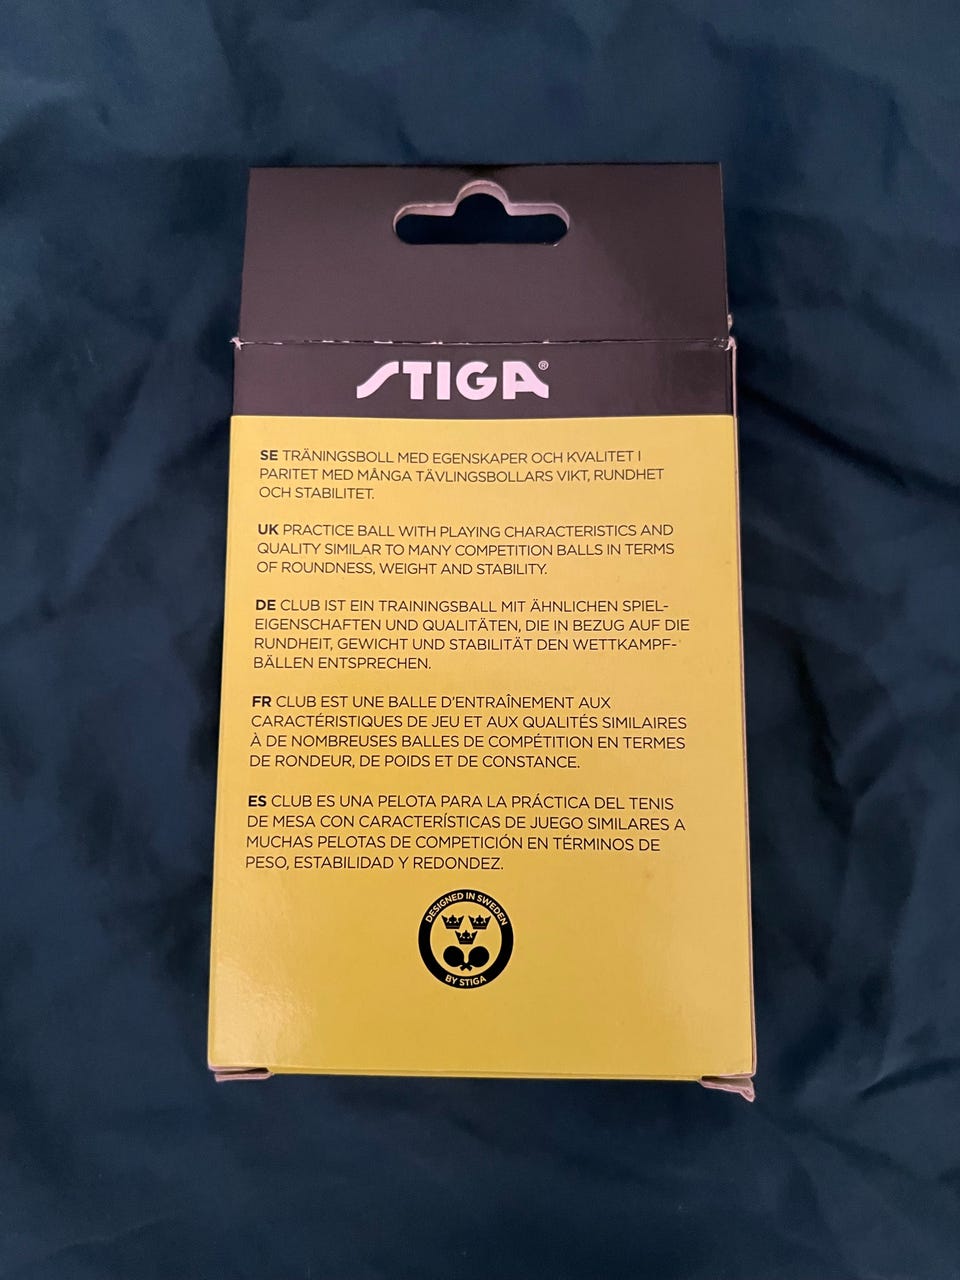 STIGA®
SE TRÄNINGSBOLL MED EGENSKAPER OCH KVALITET I
PARITET MED MÅNGA TÄVLINGSBOLLARS VIKT, RUNDHET
OCH STABILITET.
UK PRACTICE BALL WITH PLAYING CHARACTERISTICS AND
QUALITY SIMILAR TO MANY COMPETITION BALLS IN TERMS
OF ROUNDNESS, WEIGHT AND STABILITY.
DE CLUB IST EIN TRAININGSBALL MIT ÄHNLICHEN SPIEL-
EIGENSCHAFTEN UND QUALITÄTEN, DIE IN BEZUG AUF DIE
RUNDHEIT, GEWICHT UND STABILITÄT DEN WETTKAMPF-
BÄLLEN ENTSPRECHEN.
FR CLUB EST UNE BALLE D'ENTRAÎNEMENT AUX
CARACTÉRISTIQUES DE JEU ET AUX QUALITÉS SIMILAIRES
À DE NOMBREUSES BALLES DE COMPÉTITION EN TERMES
DE RONDEUR, DE POIDS ET DE CONSTANCE.
ES CLUB ES UNA PELOTA PARA LA PRÁCTICA DEL TENIS
DE MESA CON CARACTERÍSTICAS DE JUEGO SIMILARES A
MUCHAS PELOTAS DE COMPETICIÓN EN TÉRMINOS DE
PESO, ESTABILIDAD Y REDONDEZ.
DESIGNED IN SWEDEN
BY STIGA